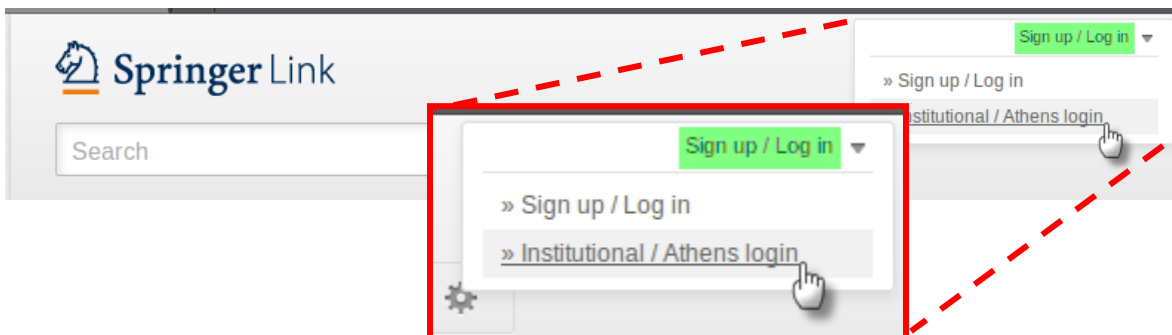 Sign up / Log in
Springer Link
» Sign up / Log in
Institutional / Athens login
Search
Sign up / Log in
» Sign up / Log in
» Institutional / Athens login